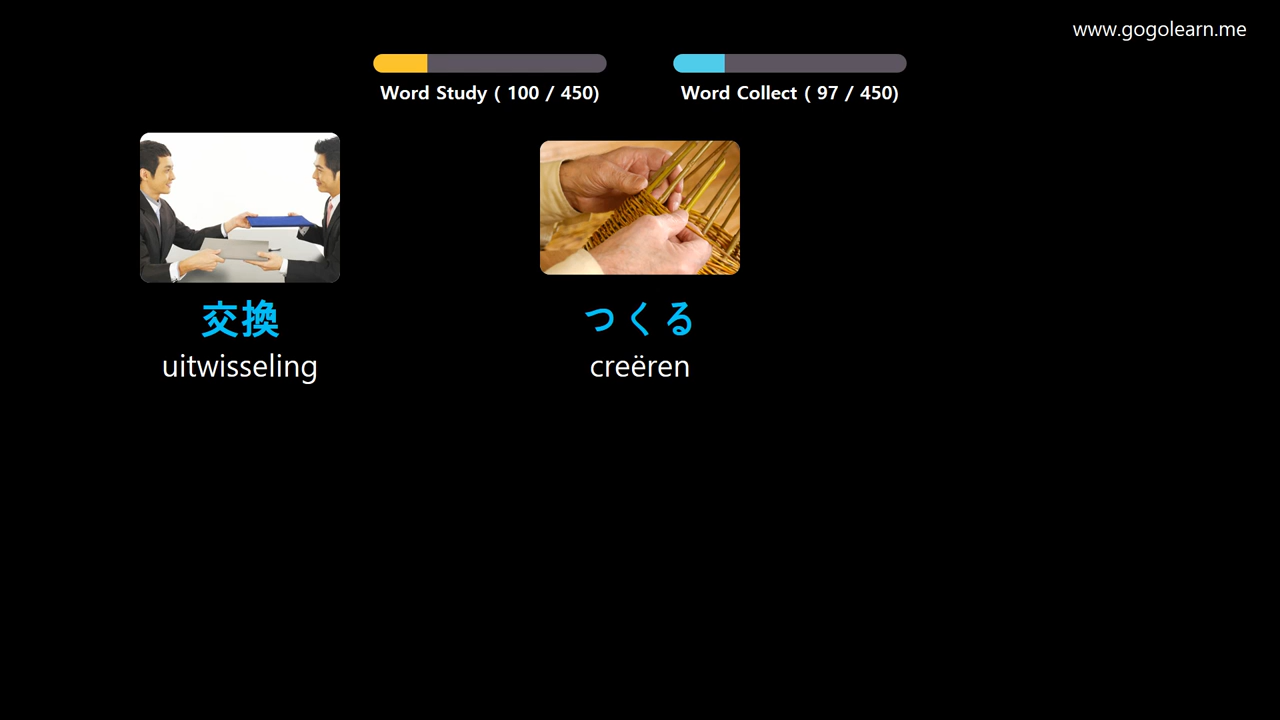 www.gogolearn.me
Word Study ( 100 / 450)
Word Collect ( 97 / 450)
交換
uitwisseling
つくる
creëren